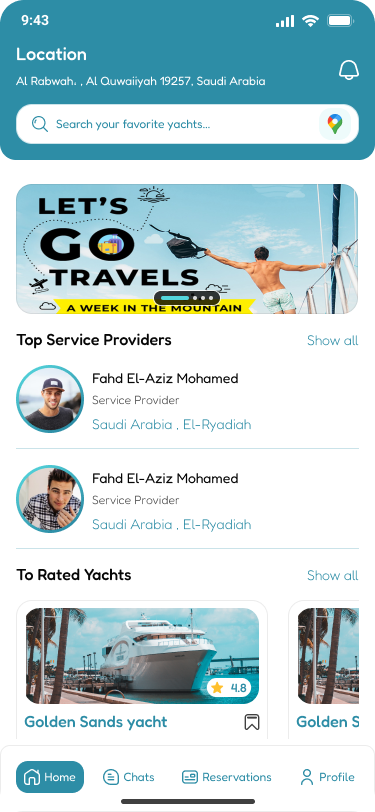 9:43
Location
Al Rabwah. , Al Quwaiiyah 19257, Saudi Arabia
Search your favorite yachts...
LET'S
GO
TRAVELS
A WEEK IN THE MOUNTAIN
Top Service Providers Show all
Fahd El-Aziz Mohamed
Service Provider
Saudi Arabia , El-Ryadiah
Fahd El-Aziz Mohamed
Service Provider
Saudi Arabia , El-Ryadiah
To Rated Yachts Show all
4.8
Golden Sands yacht Golden S
Home Chats Reservations Profile